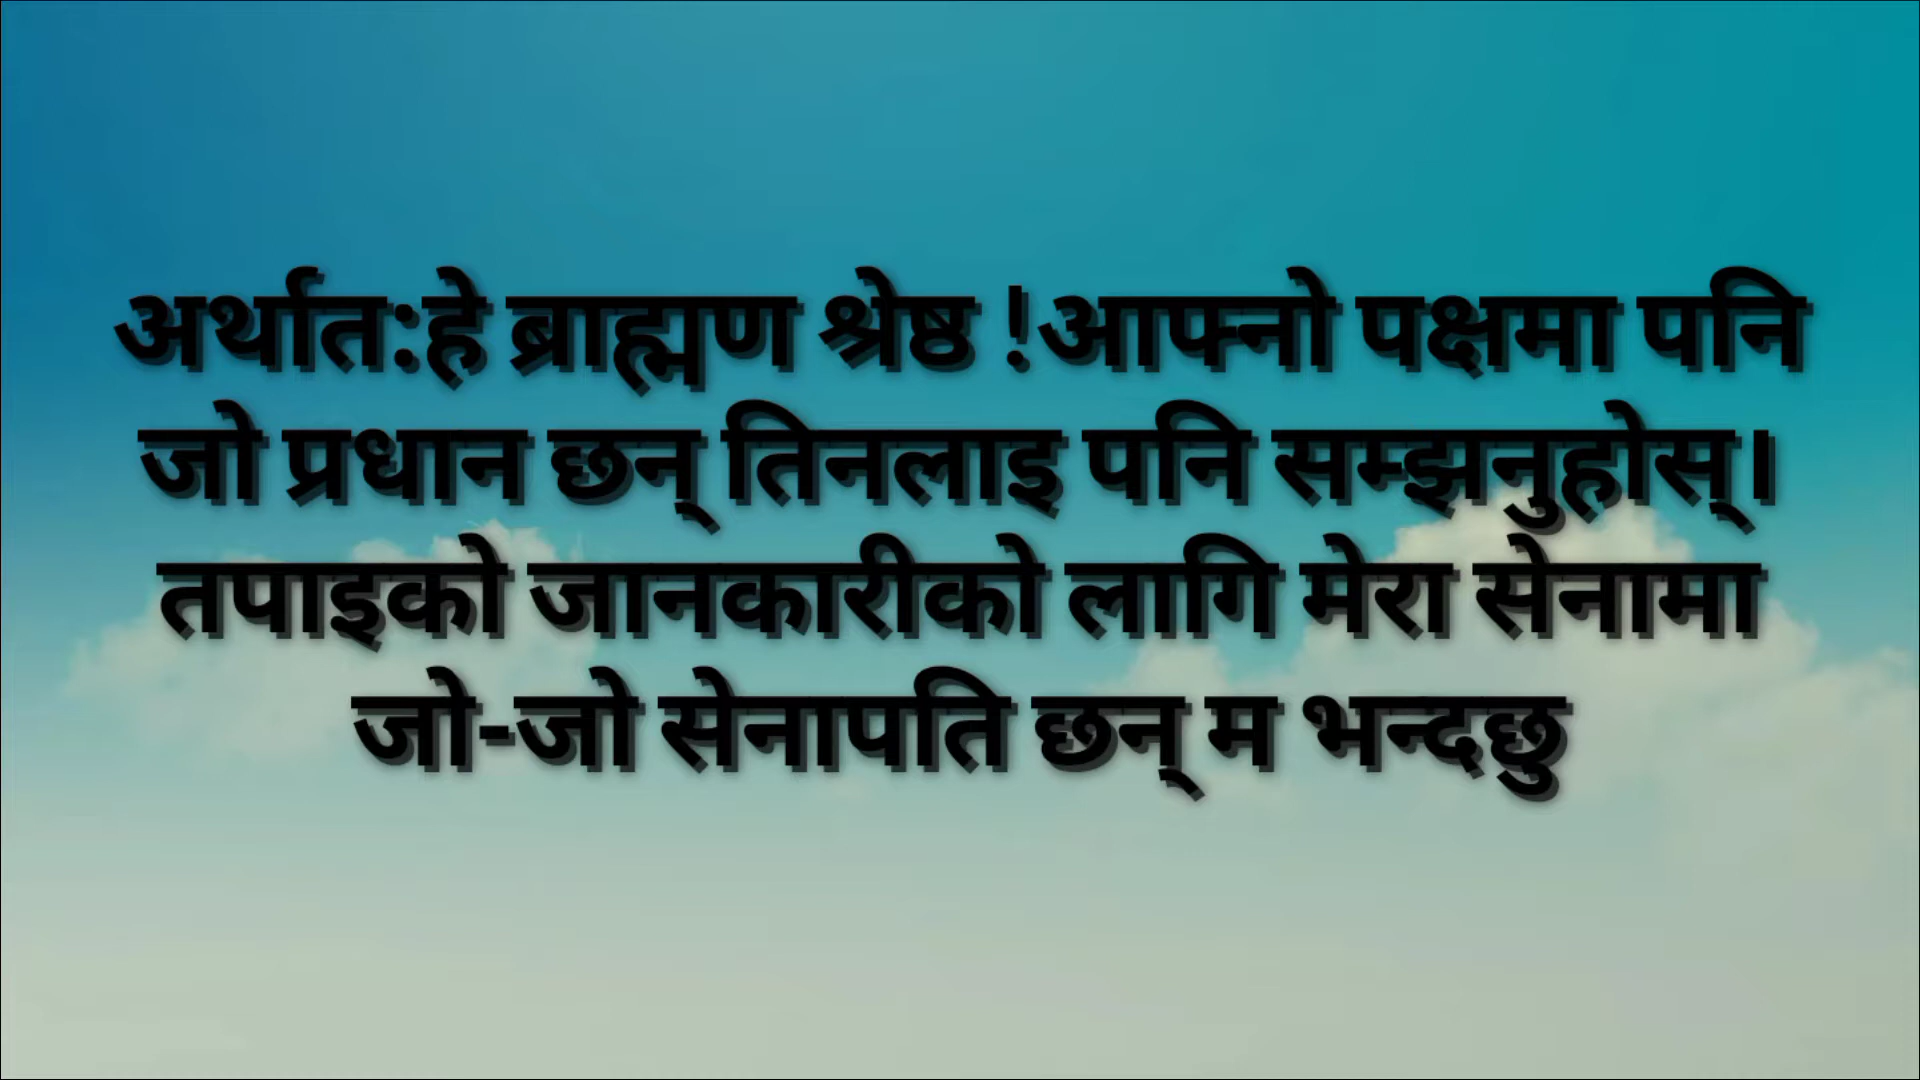 अर्थात:हे ब्राह्मण श्रेष्ठ !आफ्नो पक्षमा पनि
जो प्रधान छन् तिनलाइ पनि सम्झनुहोस्।
तपाइको जानकारीको लागि मेरा सेनामा
जो-जो सेनापति छन् म भन्दछु